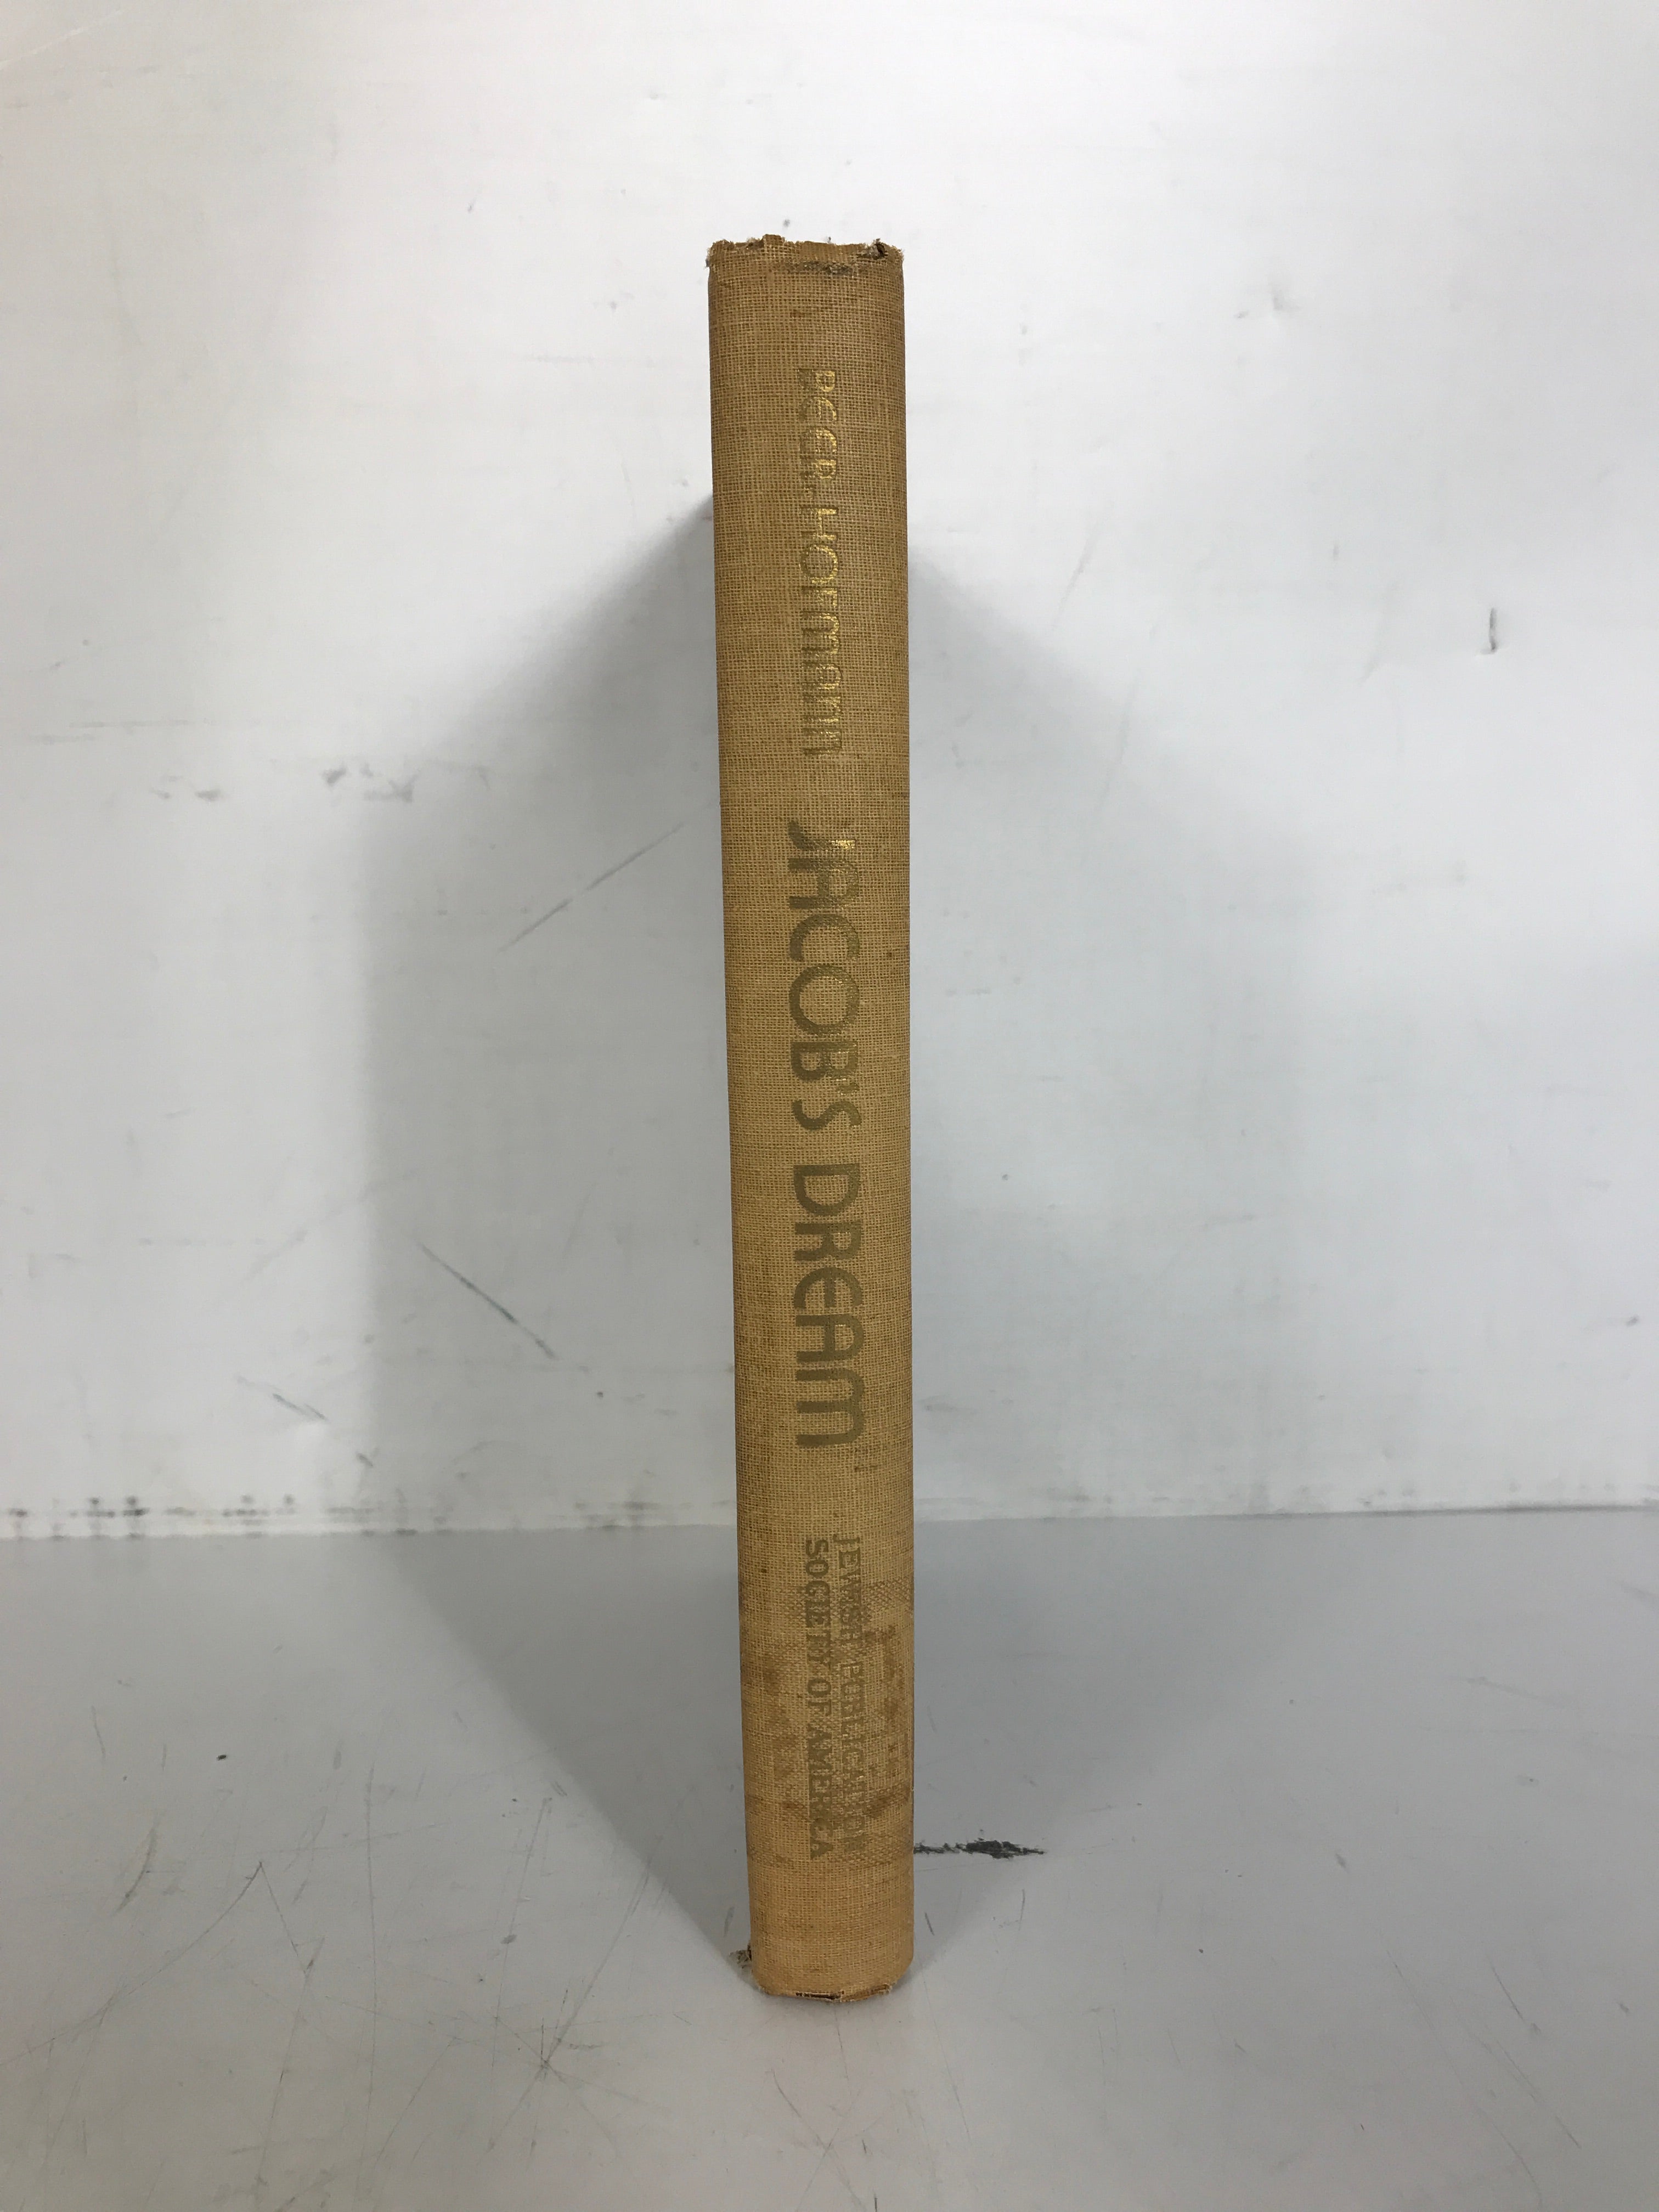 BEER-HOFMANN
JACOB'S DREAM
JEWISH PUBLICATION
SOCIETY OF AMERICA